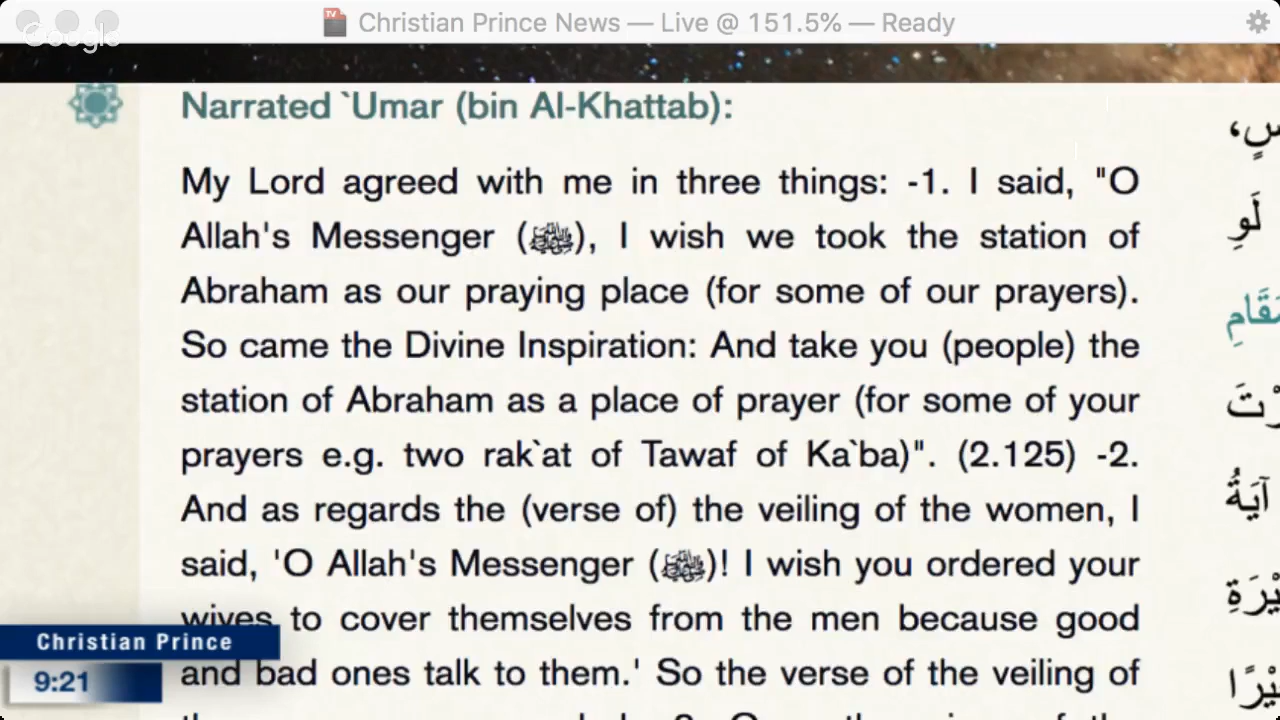 Christian Prince News — Live @ 151.5% — Ready
Google
Narrated `Umar (bin Al-Khattab):
My Lord agreed with me in three things: -1. I said, "O
Allah's Messenger (ﷺ), I wish we took the station of
Abraham as our praying place (for some of our prayers).
So came the Divine Inspiration: And take you (people) the
station of Abraham as a place of prayer (for some of your
prayers e.g. two rak`at of Tawaf of Ka`ba)". (2.125) -2.
And as regards the (verse of) the veiling of the women, I
said, 'O Allah's Messenger (ﷺ)! I wish you ordered your
wives to cover themselves from the men because good
and bad ones talk to them.' So the verse of the veiling of
لَوِ
آيَةُ
Christian Prince
9:21